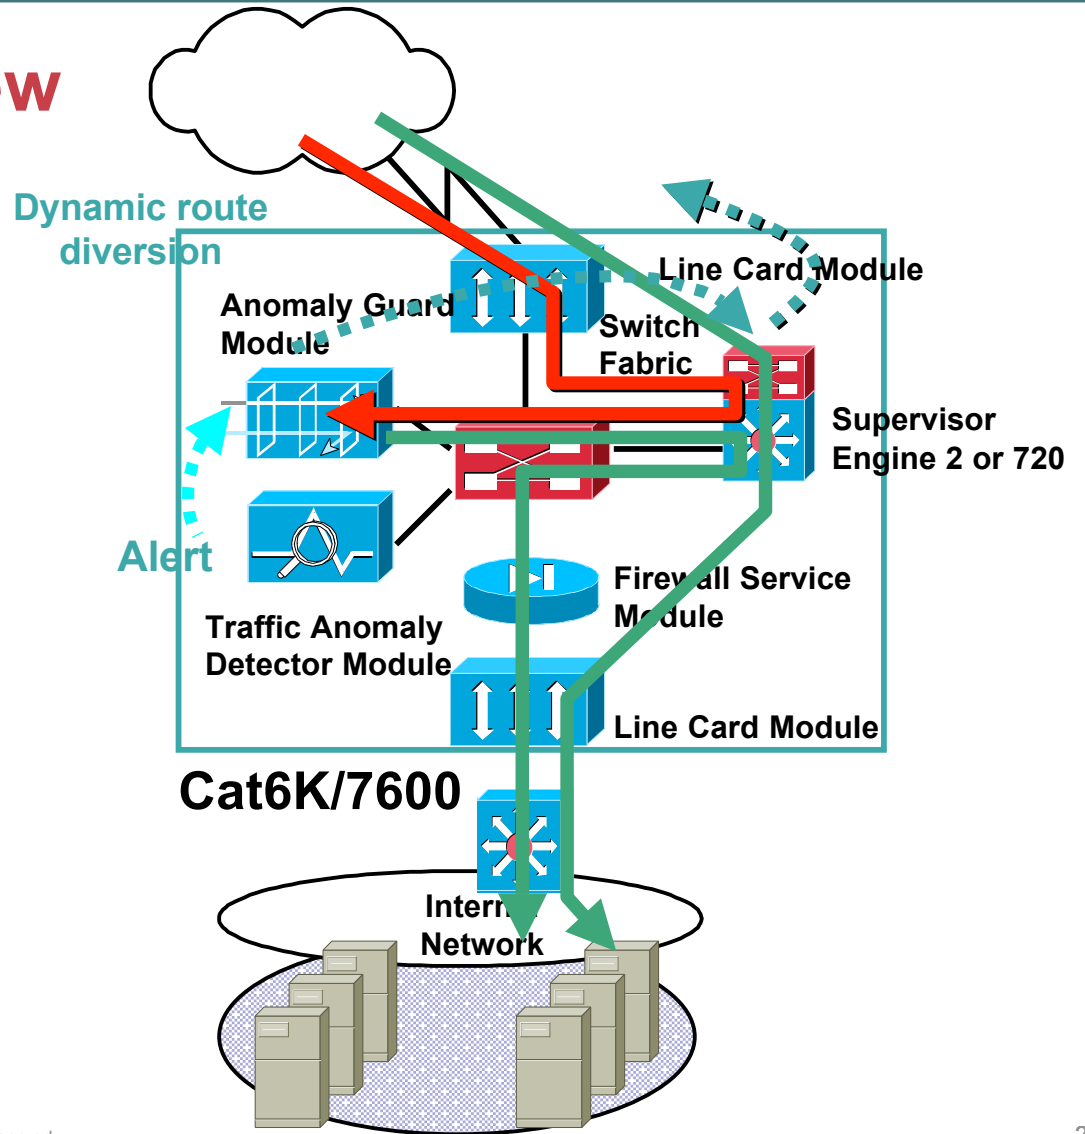 ew
Dynamic route
diversion
Line Card Module
Anomaly Guard
Module
Switch
Fabric
Supervisor
Engine 2 or 720
Alert
Firewall Service
Module
Traffic Anomaly
Detector Module
Line Card Module
Cat6K/7600
Network